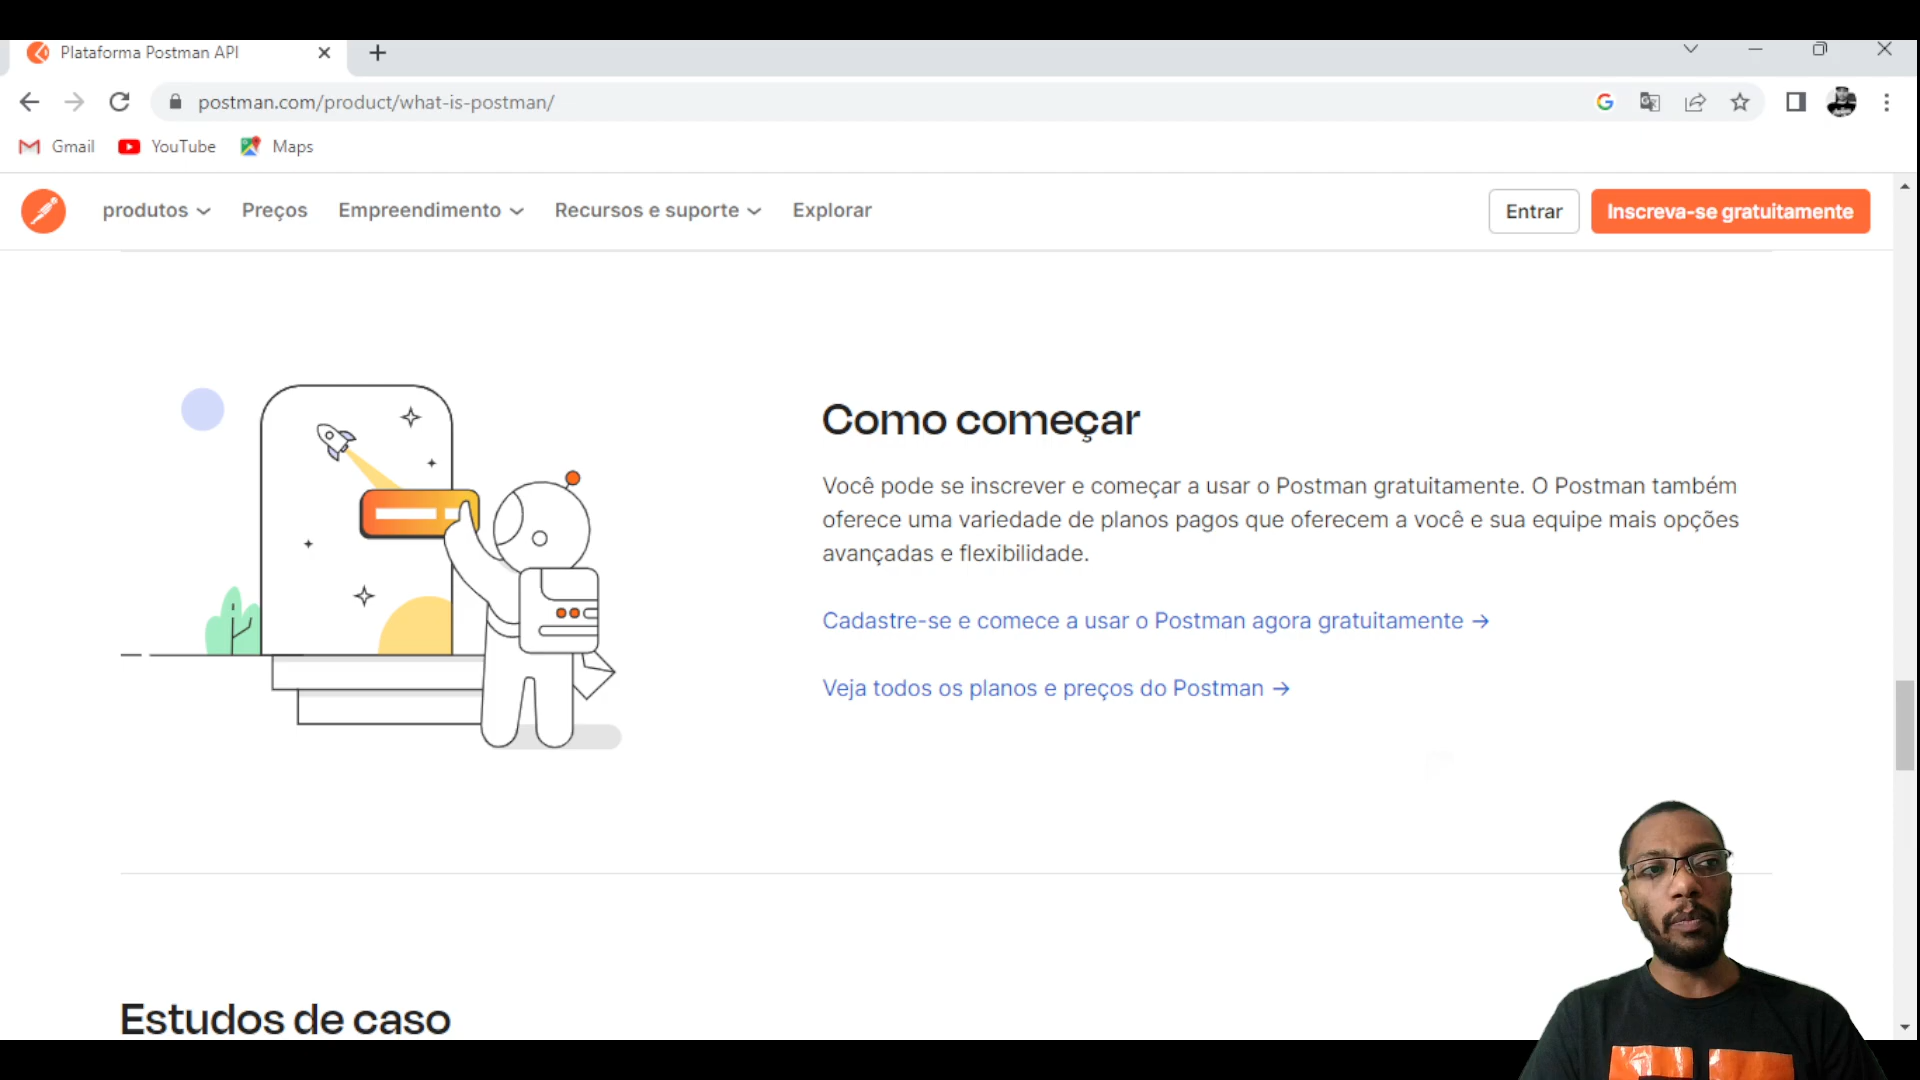 Plataforma Postman API
postman.com/product/what-is-postman/
Gmail
YouTube
Maps
produtos
Preços
Empreendimento
Recursos e suporte
Explorar
Entrar
Inscreva-se gratuitamente
Como começar
Você pode se inscrever e começar a usar o Postman gratuitamente. O Postman também
oferece uma variedade de planos pagos que oferecem a você e sua equipe mais opções
avançadas e flexibilidade.
Cadastre-se e comece a usar o Postman agora gratuitamente →
Veja todos os planos e preços do Postman →
Estudos de caso